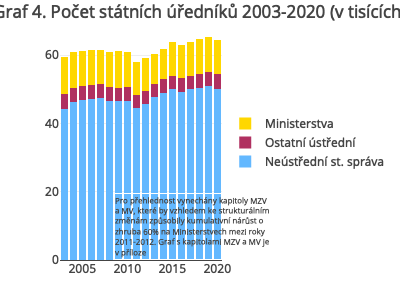 Graf 4. Počet státních úředníků 2003-2020 (v tisících
60
40
20
0
2005
2010
2015
2020
Ministerstva
Ostatní ústřední
Neústřední st. správa
Pro přehlednost vynechány kapitoly MZV
a MV, které by vzhledem ke strukturálním
změnám způsobily kumulativní nárůst o
zhruba 60% na Ministerstvech mezi roky
2011-2012. Graf s kapitolami MZV a MV je
v příloze